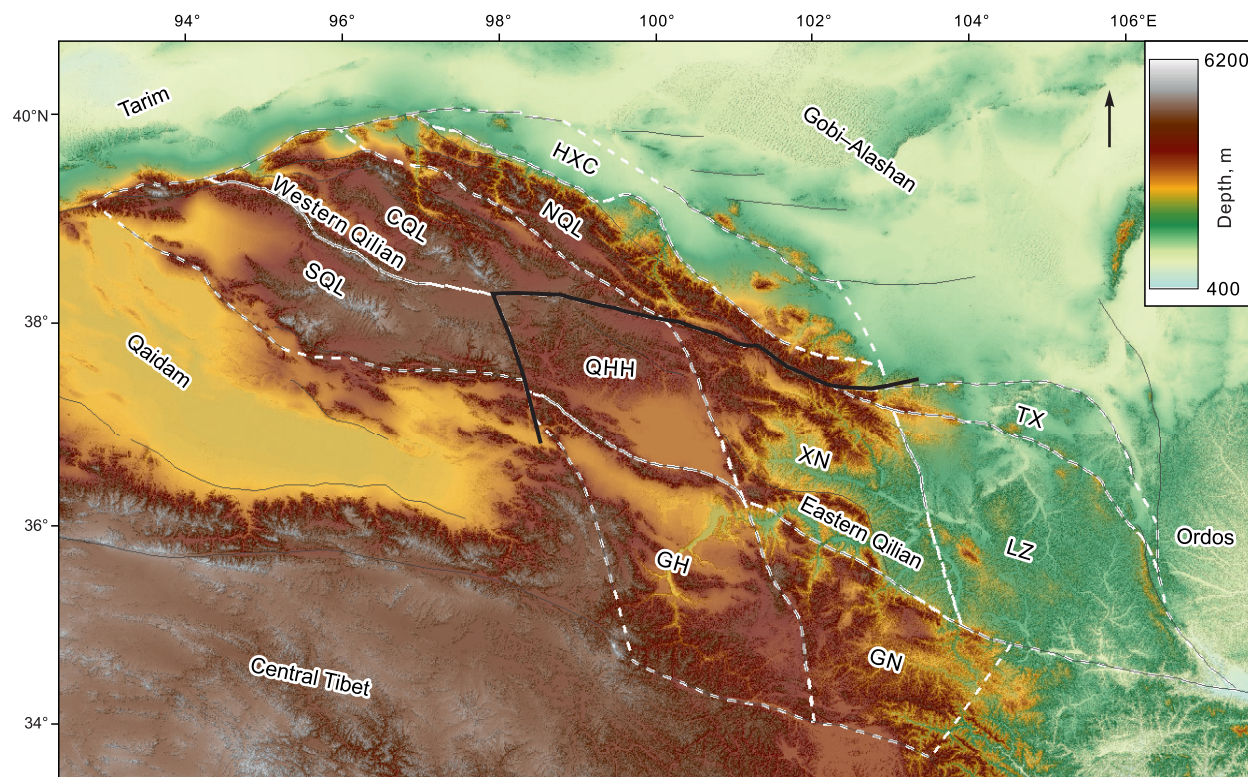 94° 96° 98° 100° 102° 104° 106°E
6200
400
Depth, m
40°N
38°
36°
34°
Tarim
Gobi–Alashan
HXC
NQL
CQL
Western Qilian
SQL
Qaidam
QHH
TX
XN
Eastern Qilian
Ordos
LZ
GH
GN
Central Tibet